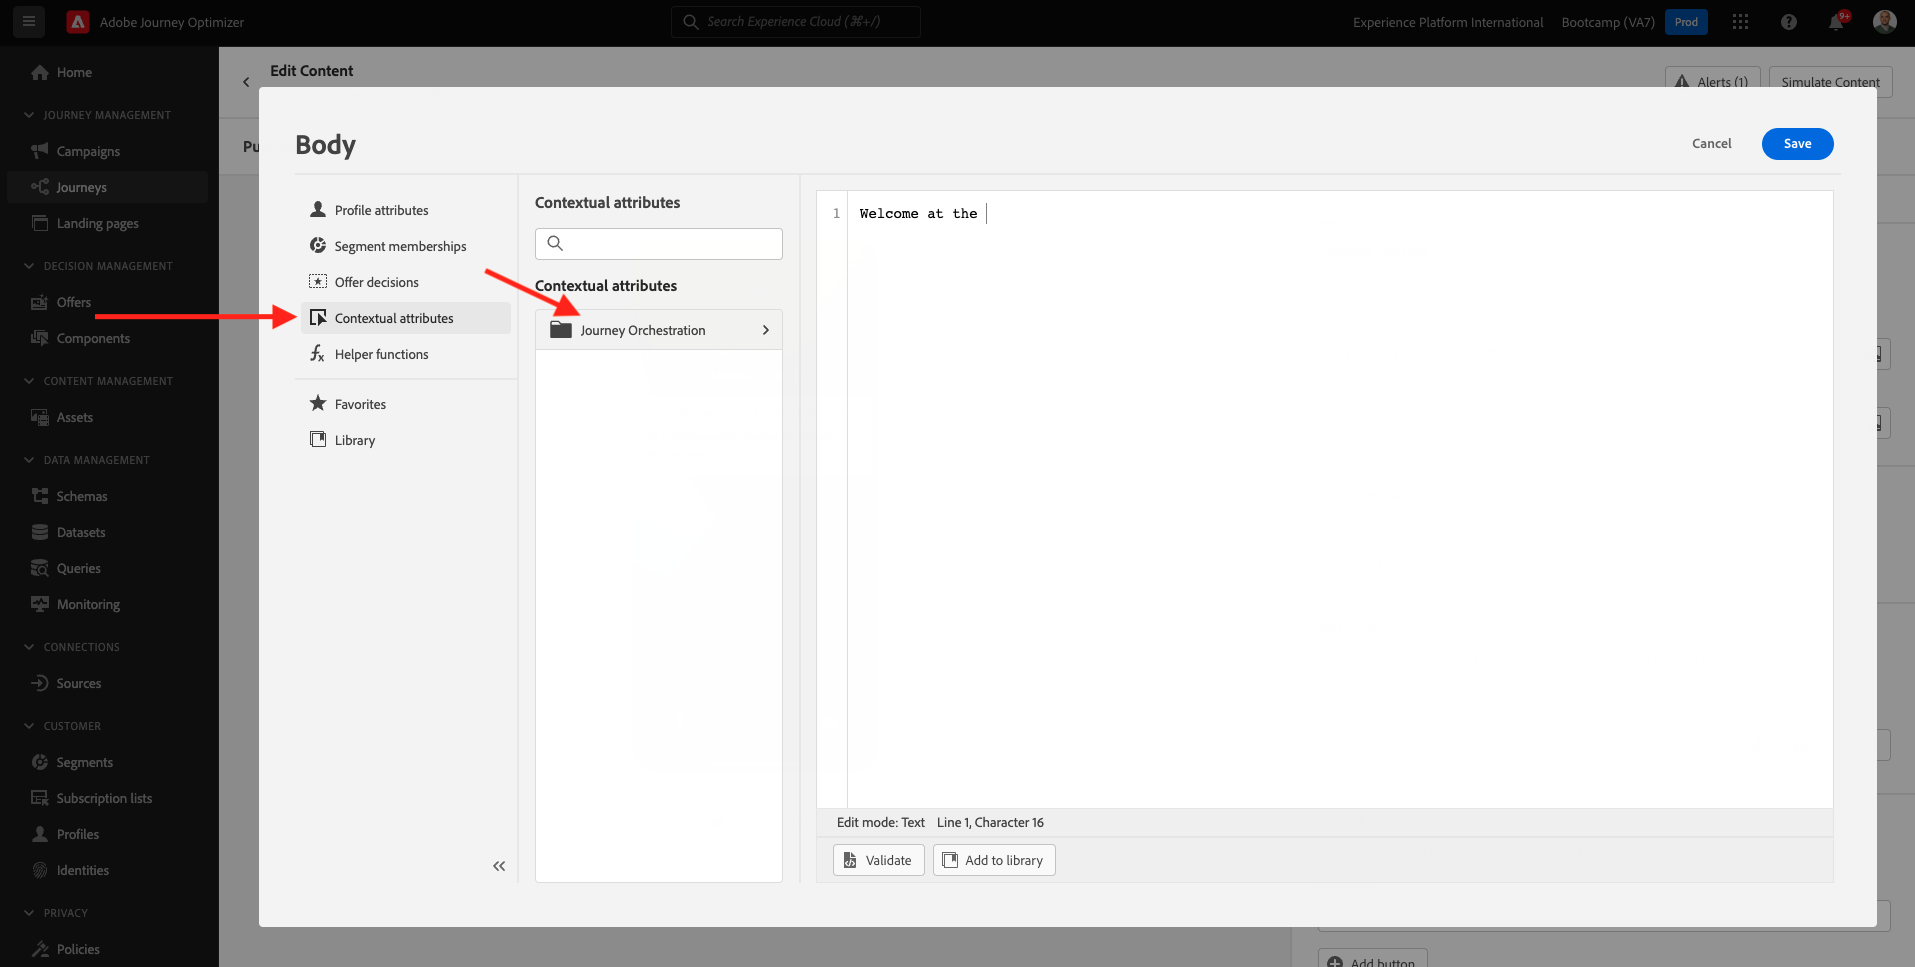 Adobe Journey Optimizer
Search Experience Cloud (⌘+/)
Experience Platform International
Bootcamp (VA7)
Prod
9+
Home
JOURNEY MANAGEMENT
Campaigns
Journeys
Landing pages
DECISION MANAGEMENT
Offers
Components
CONTENT MANAGEMENT
Assets
DATA MANAGEMENT
Schemas
Datasets
Queries
Monitoring
CONNECTIONS
Sources
CUSTOMER
Segments
Subscription lists
Profiles
Identities
PRIVACY
Policies
Edit Content
Alerts (1)
Simulate Content
Pu
Body
Cancel
Save
Profile attributes
Segment memberships
Offer decisions
Contextual attributes
Helper functions
Favorites
Library
Contextual attributes
Contextual attributes
Journey Orchestration
1
Welcome at the
Edit mode: Text
Line 1, Character 16
Validate
Add to library
Add button